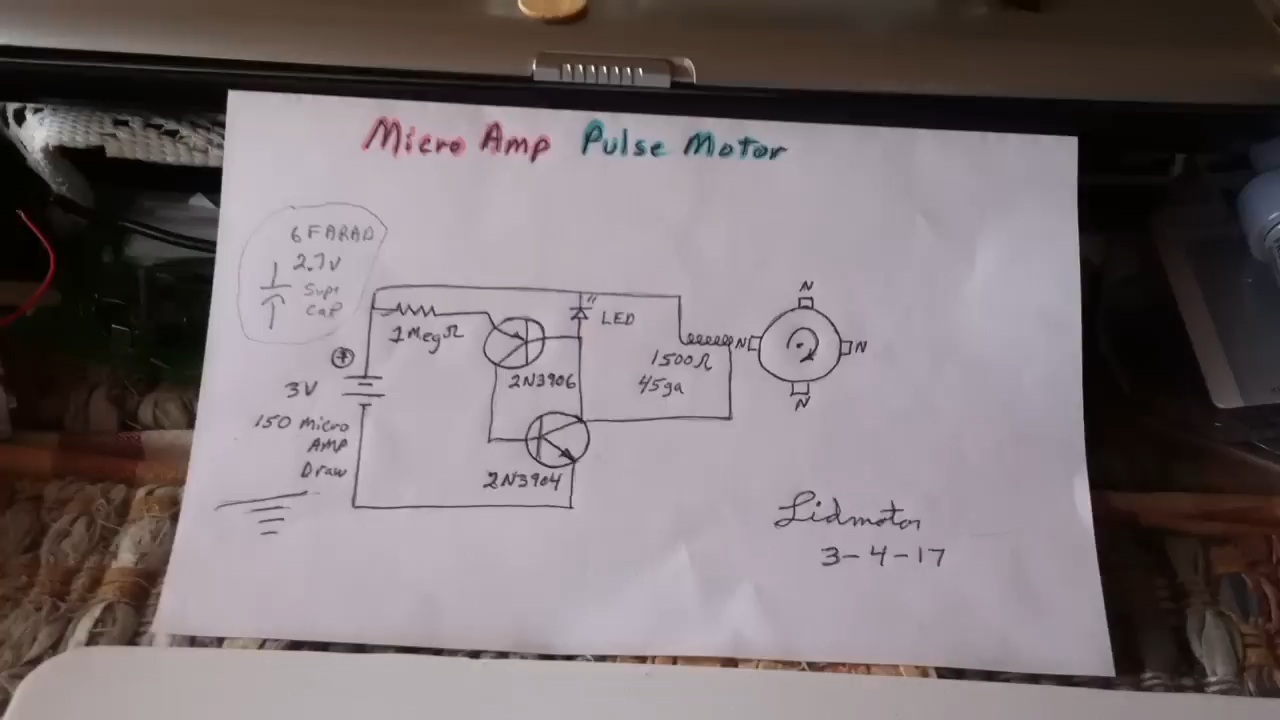 Micro Amp Pulse Motor
6 FARAD
2.7V
Supr
CAP
1 Meg Ω
LED
2N3906
1500 Ω
45ga
N
N
N
N
+
3V
150 Micro
AMP
Draw
2N3904
Lidmotor
3-4-17